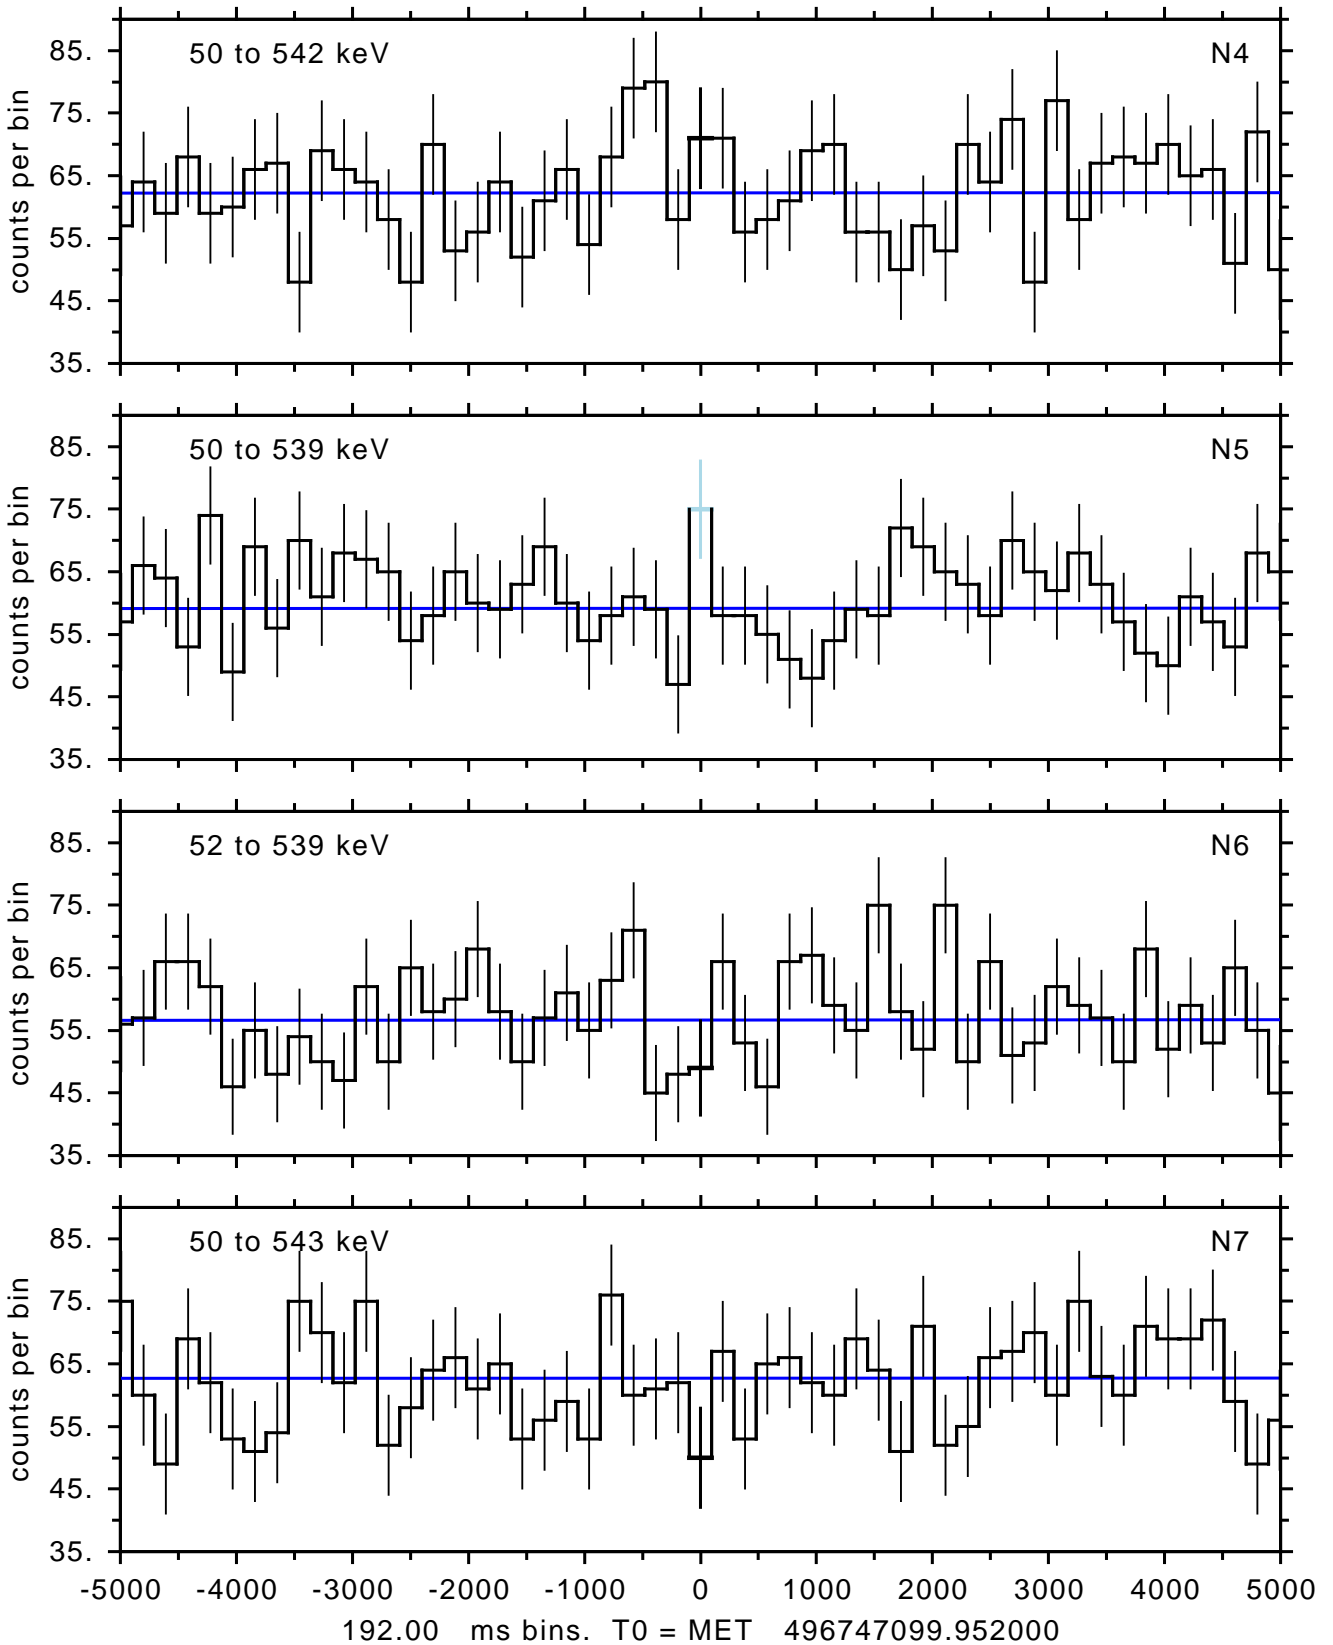 50 to 542 keV N4
85.
75.
65.
55.
45.
35.
counts per bin
50 to 539 keV N5
85.
75.
65.
55.
45.
35.
counts per bin
52 to 539 keV N6
85.
75.
65.
55.
45.
35.
counts per bin
50 to 543 keV N7
85.
75.
65.
55.
45.
35.
counts per bin
-5000 -4000 -3000 -2000 -1000 0 1000 2000 3000 4000 5000
192.00 ms bins. T0 = MET 496747099.952000